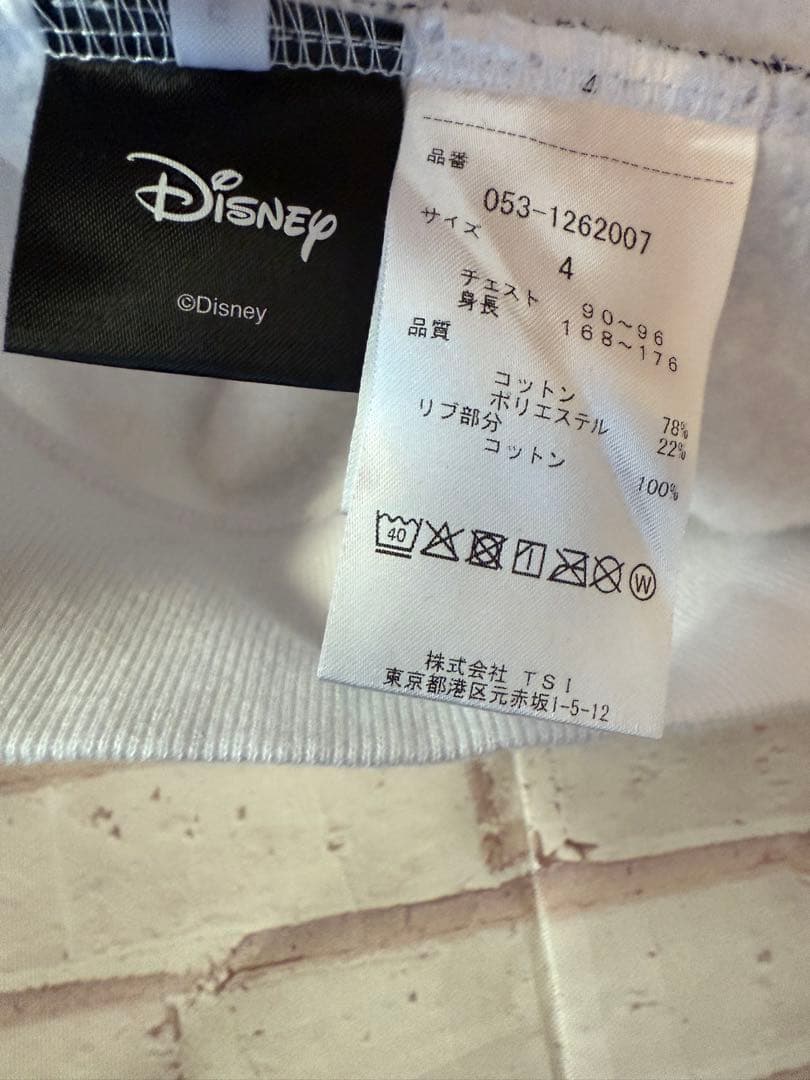 Disney
©Disney
4
品番
053-1262007
サイズ
4
チェスト 90～96
身長 168～176
品質
コットン 78%
ポリエステル 22%
リブ部分
コットン 100%
40
W
株式会社 TSI
東京都港区元赤坂1-5-12